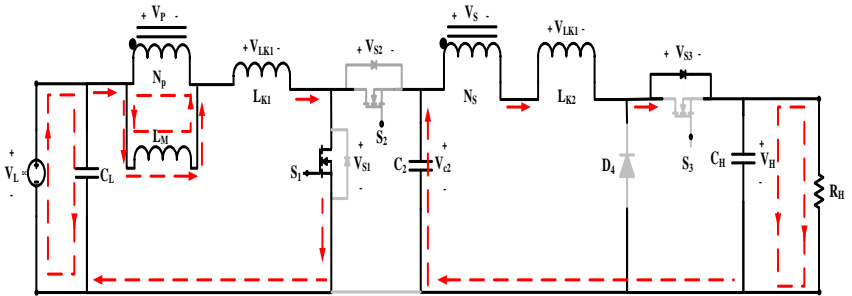 + V_P -
+ V_S -
+ V_LK1 -
+ V_S2 -
+ V_LK1 -
+ V_S3 -
N_p
L_K1
N_S
L_K2
L_M
S_2
S_3
+
V_L
-
C_L
S_1
+
V_S1
-
C_2
+
V_c2
-
D_4
C_H
+
V_H
-
R_H